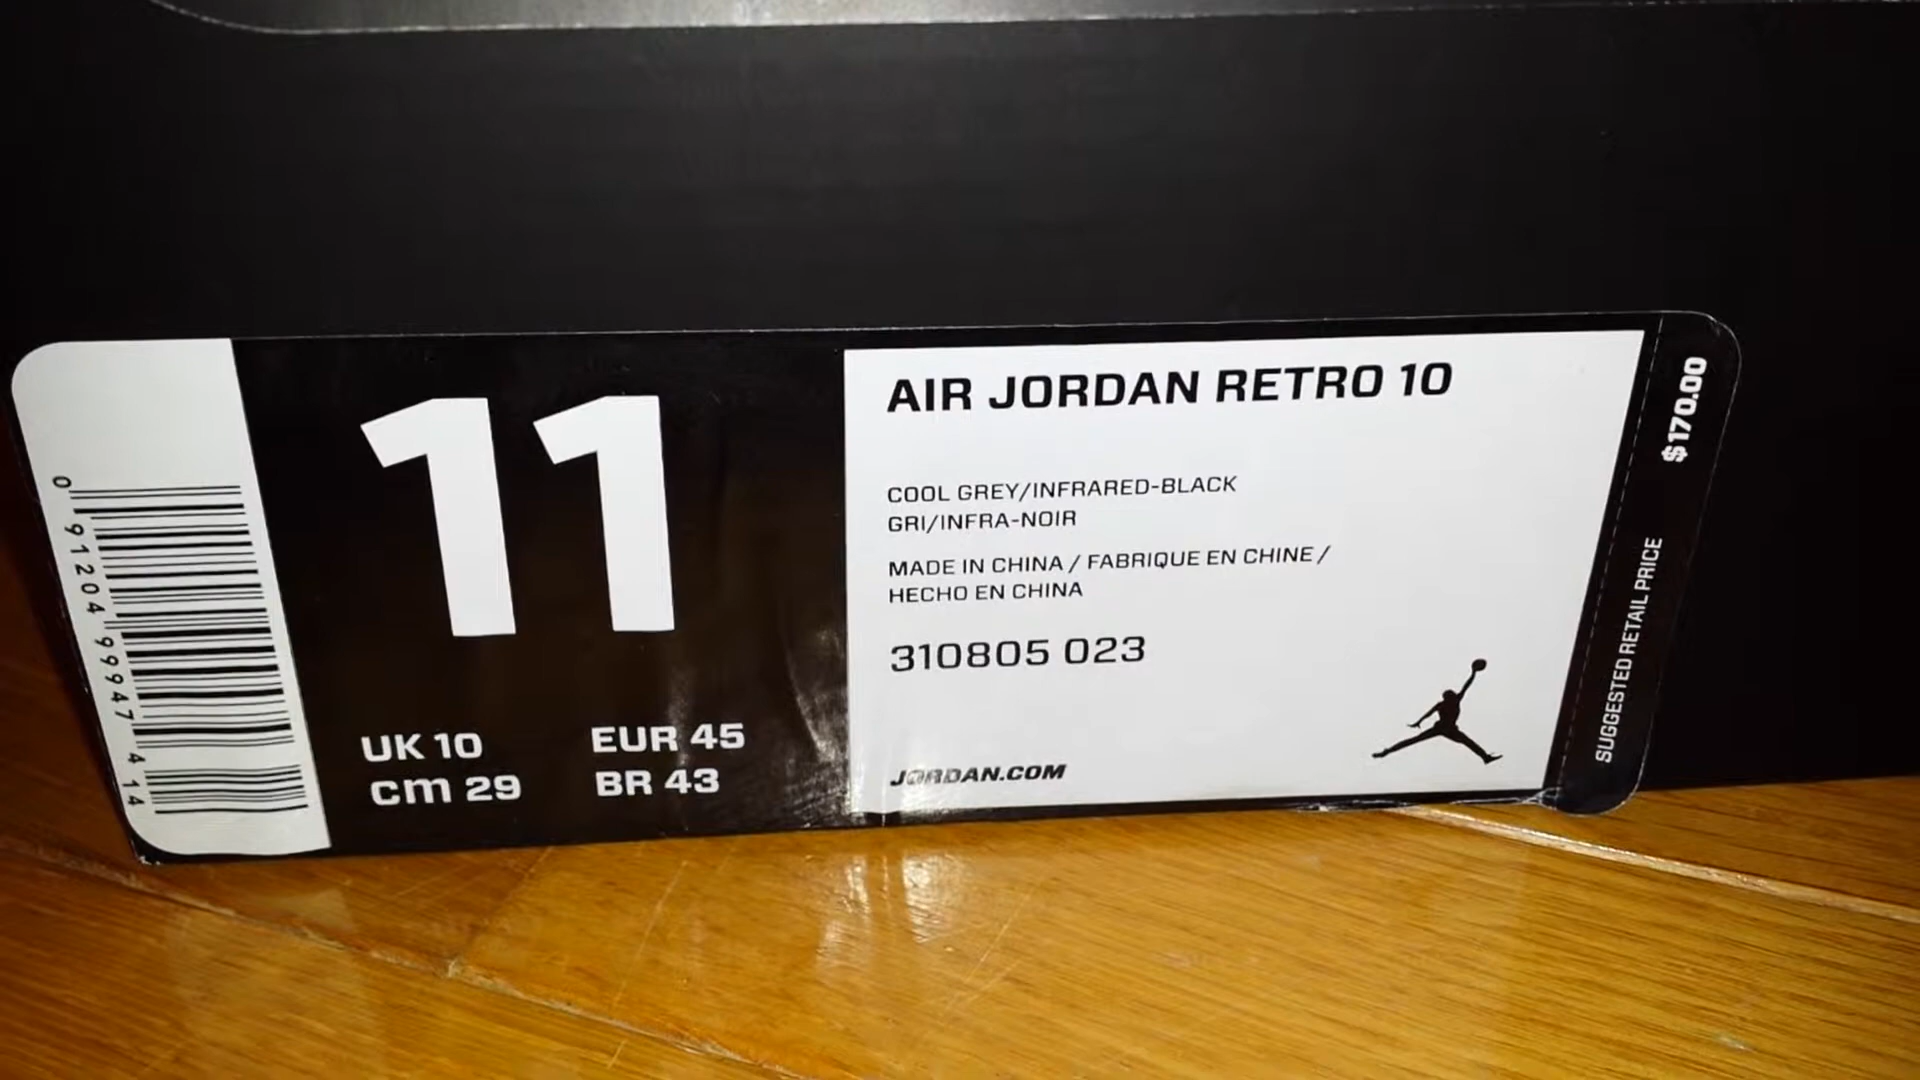 0 91204 99947 4 14
11
UK 10 EUR 45
cm 29 BR 43
AIR JORDAN RETRO 10
COOL GREY/INFRARED-BLACK
GRI/INFRA-NOIR
MADE IN CHINA / FABRIQUE EN CHINE /
HECHO EN CHINA
310805 023
JORDAN.COM
SUGGESTED RETAIL PRICE $170.00